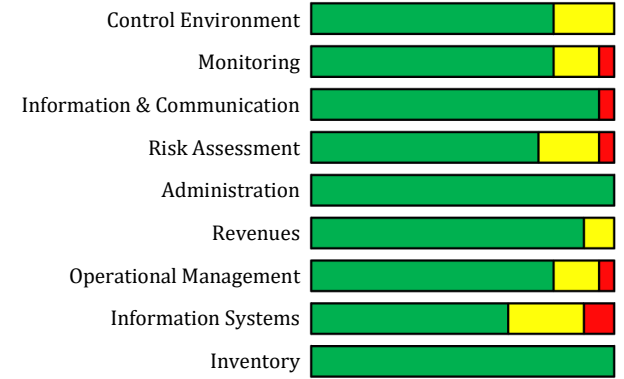 Control Environment
Monitoring
Information & Communication
Risk Assessment
Administration
Revenues
Operational Management
Information Systems
Inventory